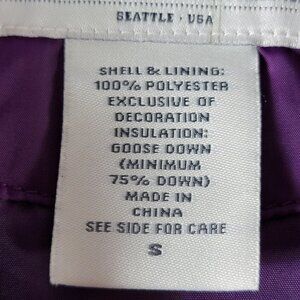 SEATTLE · USA
SHELL & LINING:
100% POLYESTER
EXCLUSIVE OF
DECORATION
INSULATION:
GOOSE DOWN
(MINIMUM
75% DOWN)
MADE IN
CHINA
SEE SIDE FOR CARE
S